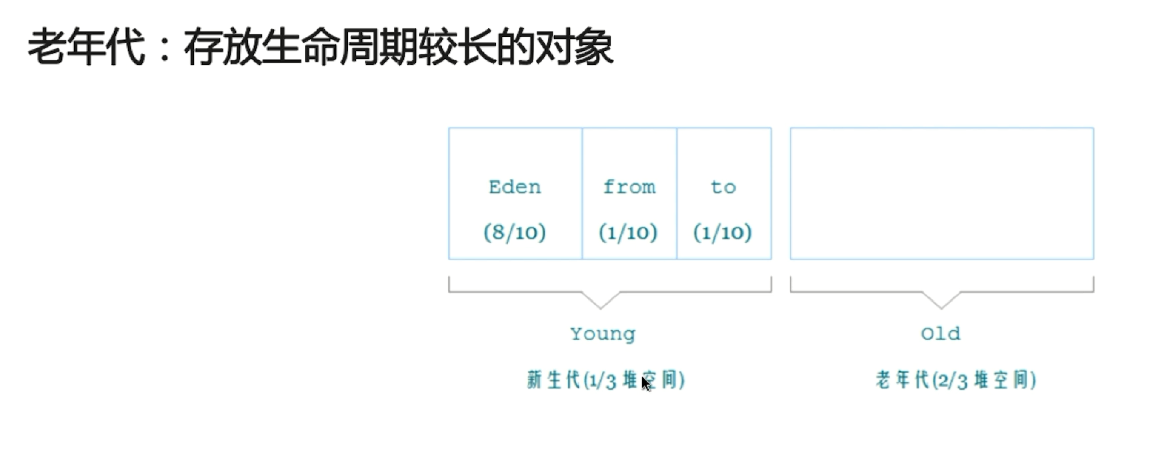 老年代：存放生命周期较长的对象
Eden from to
(8/10) (1/10) (1/10)
Young Old
新生代(1/3堆空间) 老年代(2/3堆空间)